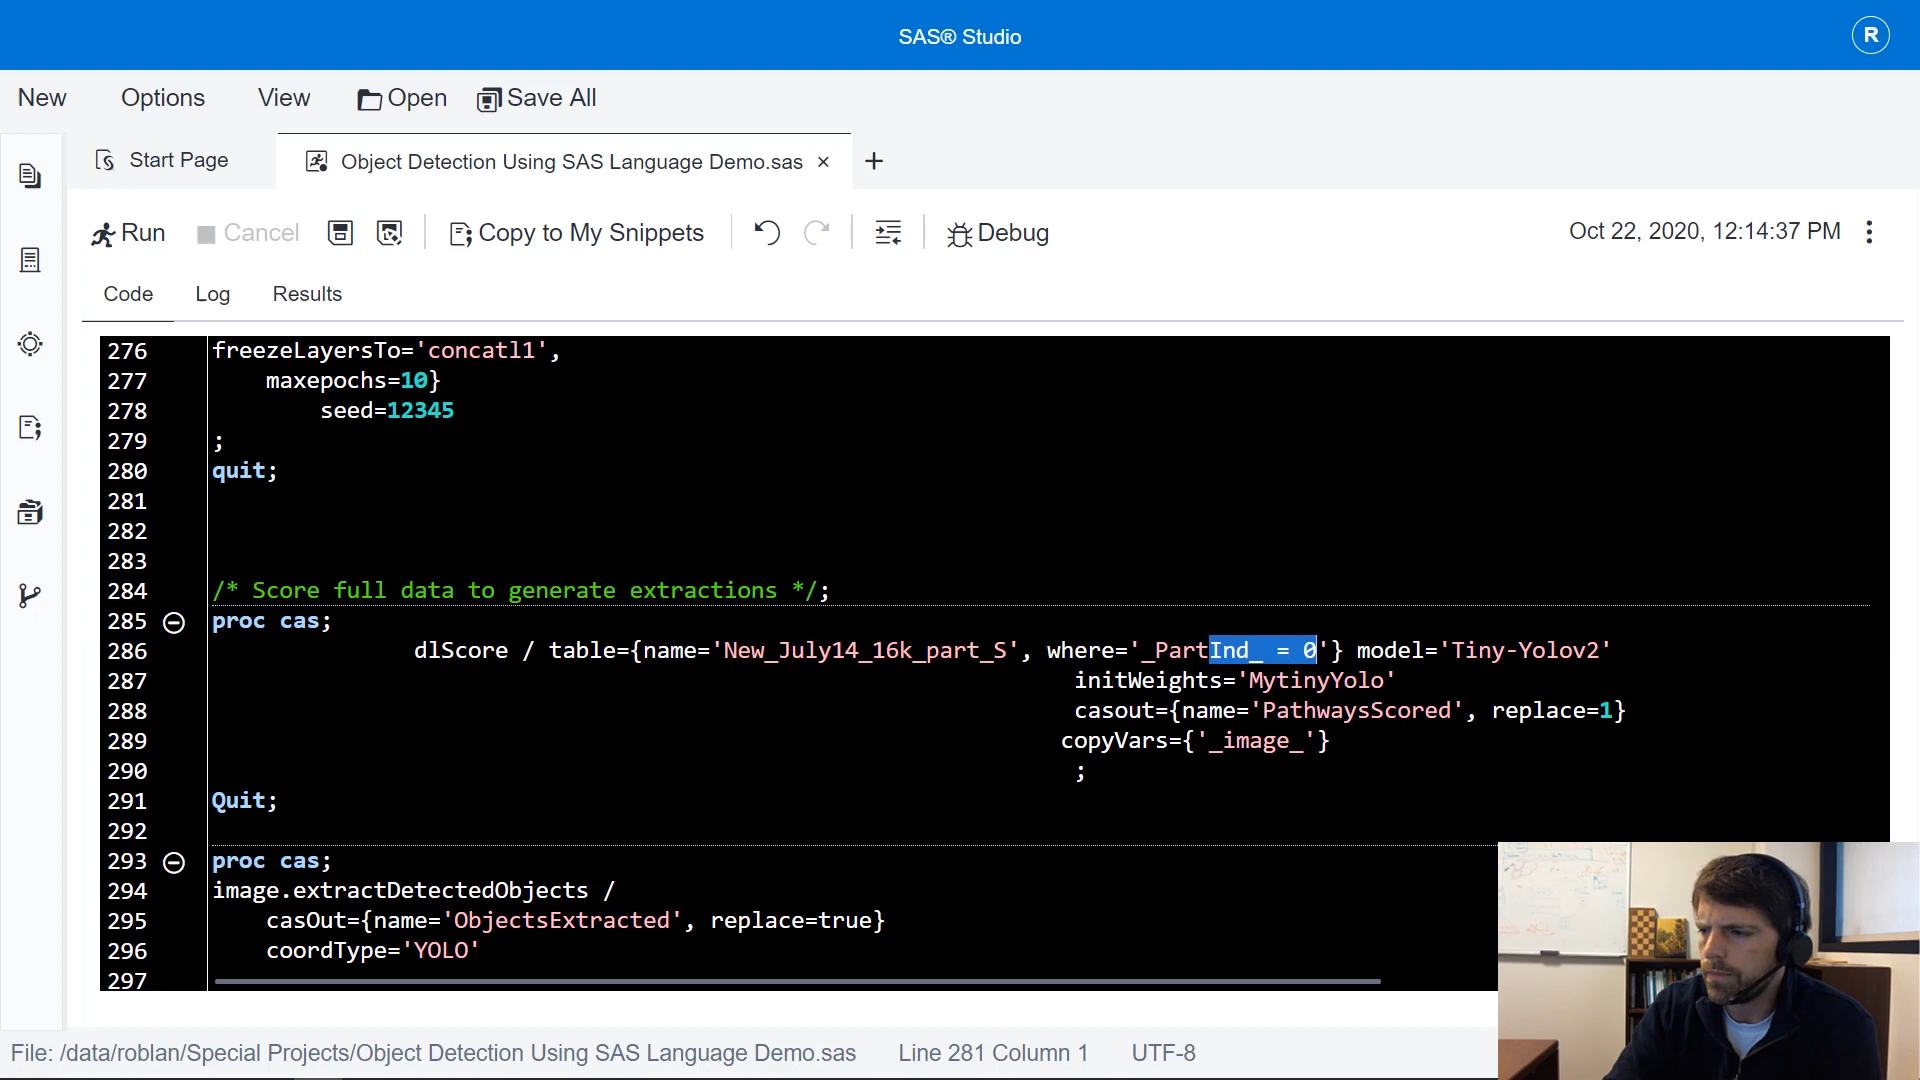 SAS® Studio
R
New Options View Open Save All
Start Page Object Detection Using SAS Language Demo.sas × +
Run Cancel Copy to My Snippets Debug Oct 22, 2020, 12:14:37 PM
Code Log Results
276 freezeLayersTo='concatl1',
277 maxepochs=10}
278 seed=12345
279 ;
280 quit;
281
282
283
284 /* Score full data to generate extractions */;
285 proc cas;
286 dlScore / table={name='New_July14_16k_part_S', where='_PartInd_ = 0'} model='Tiny-Yolov2'
287 initWeights='MytinyYolo'
288 casout={name='PathwaysScored', replace=1}
289 copyVars={'_image_'}
290 ;
291 Quit;
292
293 proc cas;
294 image.extractDetectedObjects /
295 casOut={name='ObjectsExtracted', replace=true}
296 coordType='YOLO'
297
File: /data/roblan/Special Projects/Object Detection Using SAS Language Demo.sas Line 281 Column 1 UTF-8